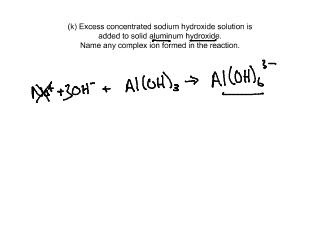 (k) Excess concentrated sodium hydroxide solution is
added to solid aluminum hydroxide.
Name any complex ion formed in the reaction.
Na⁺ + 3OH⁻ + Al(OH)₃ → Al(OH)₆³⁻